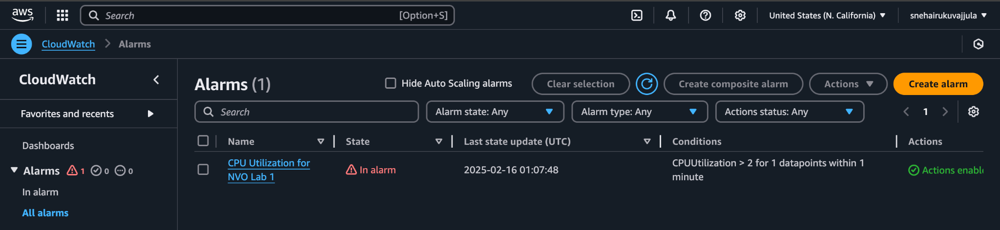 aws
Search [Option+S]
United States (N. California)
snehairukuvajjula
CloudWatch > Alarms
CloudWatch
Favorites and recents
Dashboards
Alarms 1 0 0
In alarm
All alarms
Alarms (1)
Hide Auto Scaling alarms
Clear selection
Create composite alarm
Actions
Create alarm
Search
Alarm state: Any
Alarm type: Any
Actions status: Any
1
Name State Last state update (UTC) Conditions Actions
CPU Utilization for
NVO Lab 1
In alarm
2025-02-16 01:07:48
CPUUtilization > 2 for 1 datapoints within 1
minute
Actions enabl